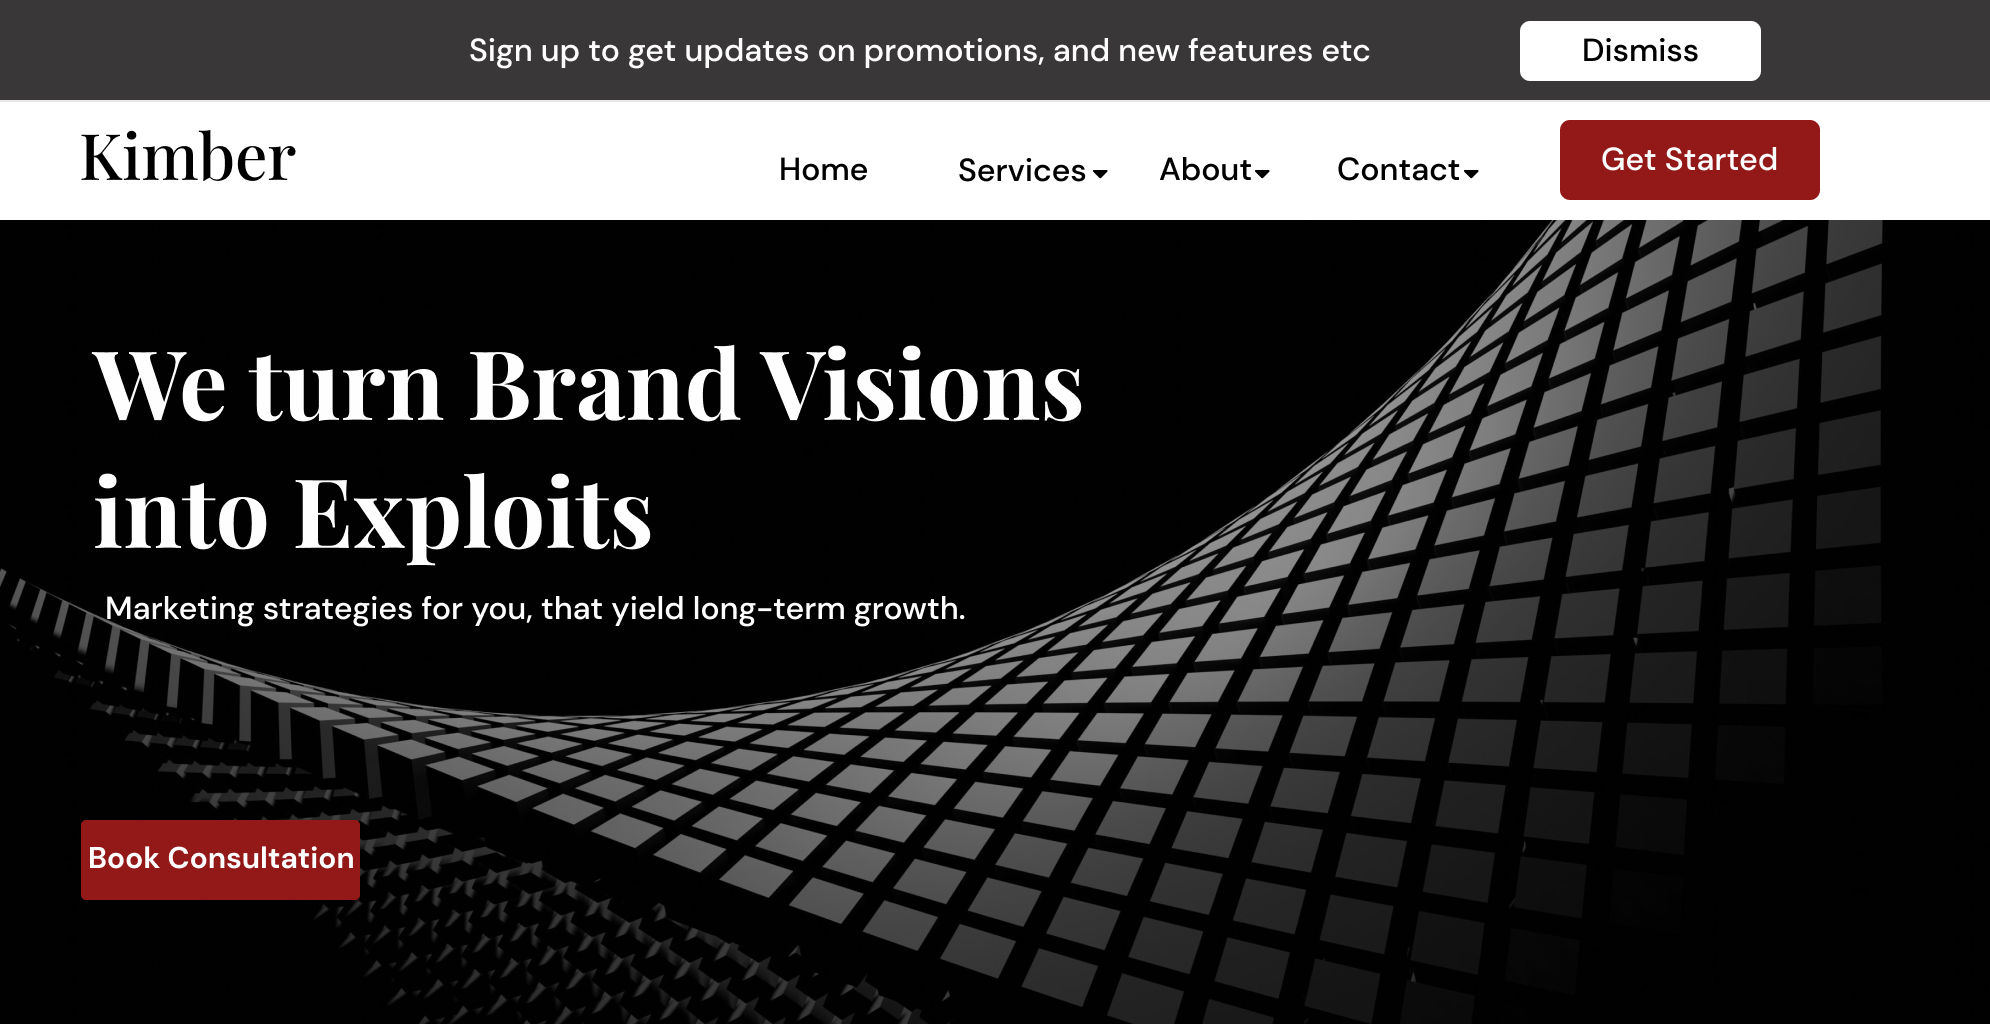 Sign up to get updates on promotions, and new features etc
Dismiss
Kimber
Home
Services
About
Contact
Get Started
We turn Brand Visions
into Exploits
Marketing strategies for you, that yield long-term growth.
Book Consultation